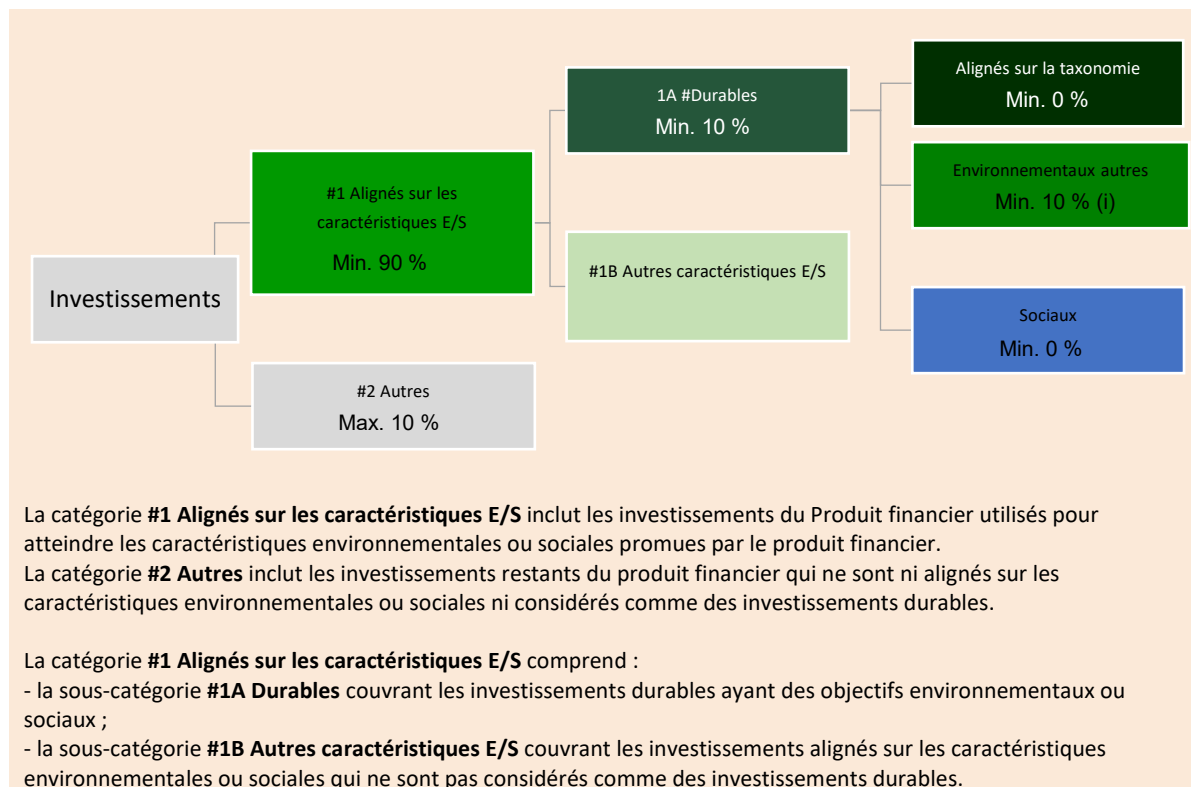 Investissements
#1 Alignés sur les
caractéristiques E/S
Min. 90 %
#2 Autres
Max. 10 %
1A #Durables
Min. 10 %
#1B Autres caractéristiques E/S
Alignés sur la taxonomie
Min. 0 %
Environnementaux autres
Min. 10 % (i)
Sociaux
Min. 0 %
La catégorie #1 Alignés sur les caractéristiques E/S inclut les investissements du Produit financier utilisés pour
atteindre les caractéristiques environnementales ou sociales promues par le produit financier.
La catégorie #2 Autres inclut les investissements restants du produit financier qui ne sont ni alignés sur les
caractéristiques environnementales ou sociales ni considérés comme des investissements durables.
La catégorie #1 Alignés sur les caractéristiques E/S comprend :
- la sous-catégorie #1A Durables couvrant les investissements durables ayant des objectifs environnementaux ou
sociaux ;
- la sous-catégorie #1B Autres caractéristiques E/S couvrant les investissements alignés sur les caractéristiques
environnementales ou sociales qui ne sont pas considérés comme des investissements durables.